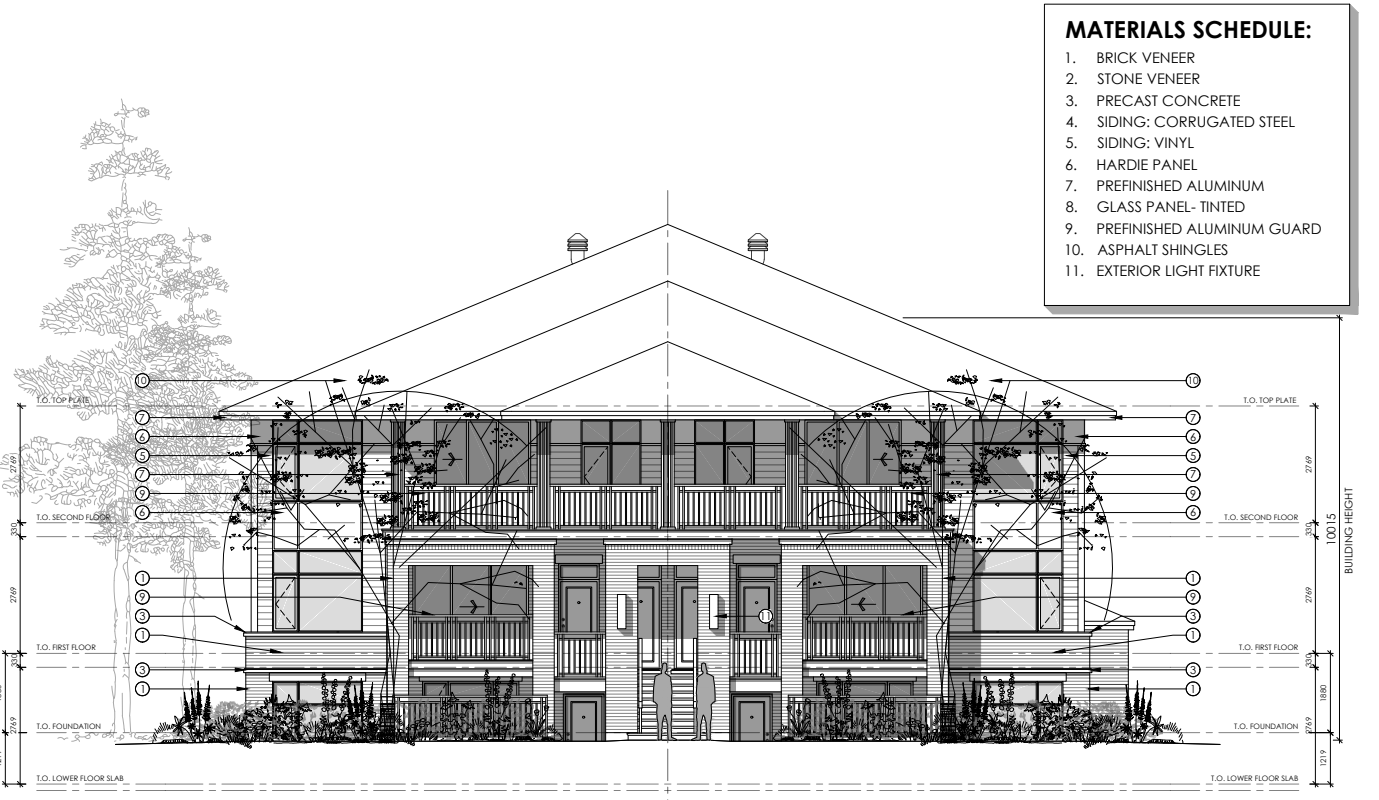 MATERIALS SCHEDULE:
1. BRICK VENEER
2. STONE VENEER
3. PRECAST CONCRETE
4. SIDING: CORRUGATED STEEL
5. SIDING: VINYL
6. HARDIE PANEL
7. PREFINISHED ALUMINUM
8. GLASS PANEL- TINTED
9. PREFINISHED ALUMINUM GUARD
10. ASPHALT SHINGLES
11. EXTERIOR LIGHT FIXTURE
10 10
T.O. TOP PLATE T.O. TOP PLATE
7 7
6 6
5 5
2769 2769
7 7
9 9
6 6
T.O. SECOND FLOOR T.O. SECOND FLOOR
330 330
10015
BUILDING HEIGHT
1 1
2769 2769
9 9
3 11 3
1 1
T.O. FIRST FLOOR T.O. FIRST FLOOR
330 330
3 3
1 1
1880
T.O. FOUNDATION T.O. FOUNDATION
2769 2769
1219
T.O. LOWER FLOOR SLAB T.O. LOWER FLOOR SLAB